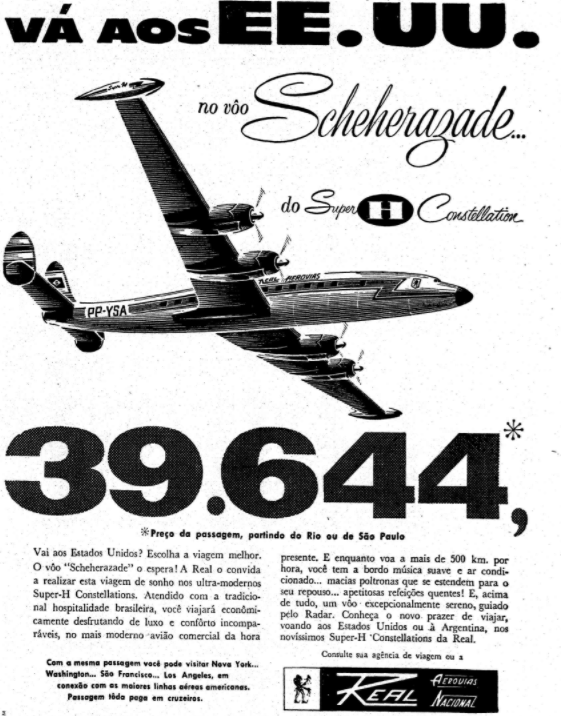 VÁ AOS EE.UU.
no vôo Scheherazade...
do Super H Constellation
Super H
REAL AEROVIAS
PP-YSA
39.644,*
*Preço da passagem, partindo do Rio ou de São Paulo
Vai aos Estados Unidos? Escolha a viagem melhor.
O vôo "Scheherazade" o espera! A Real o convida
a realizar esta viagem de sonho nos ultra-modernos
Super-H Constellations. Atendido com a tradicio-
nal hospitalidade brasileira, você viajará econômi-
camente desfrutando de luxo e confôrto incompa-
ráveis, no mais moderno avião comercial da hora
presente. E enquanto voa a mais de 500 km. por
hora, você tem a bordo música suave e ar condi-
cionado... macias poltronas que se estendem para o
seu repouso... apetitosas refeições quentes! E, acima
de tudo, um vôo excepcionalmente sereno, guiado
pelo Radar. Conheça o novo prazer de viajar,
voando aos Estados Unidos ou à Argentina, nos
novíssimos Super-H Constellations da Real.
Com a mesma passagem você pode visitar Nova York...
Washington... São Francisco... Los Angeles, em
conexão com as maiores linhas aéreas americanas.
Passagem tôda paga em cruzeiros.
Consulte sua agência de viagem ou a
REAL AEROVIAS NACIONAL
2